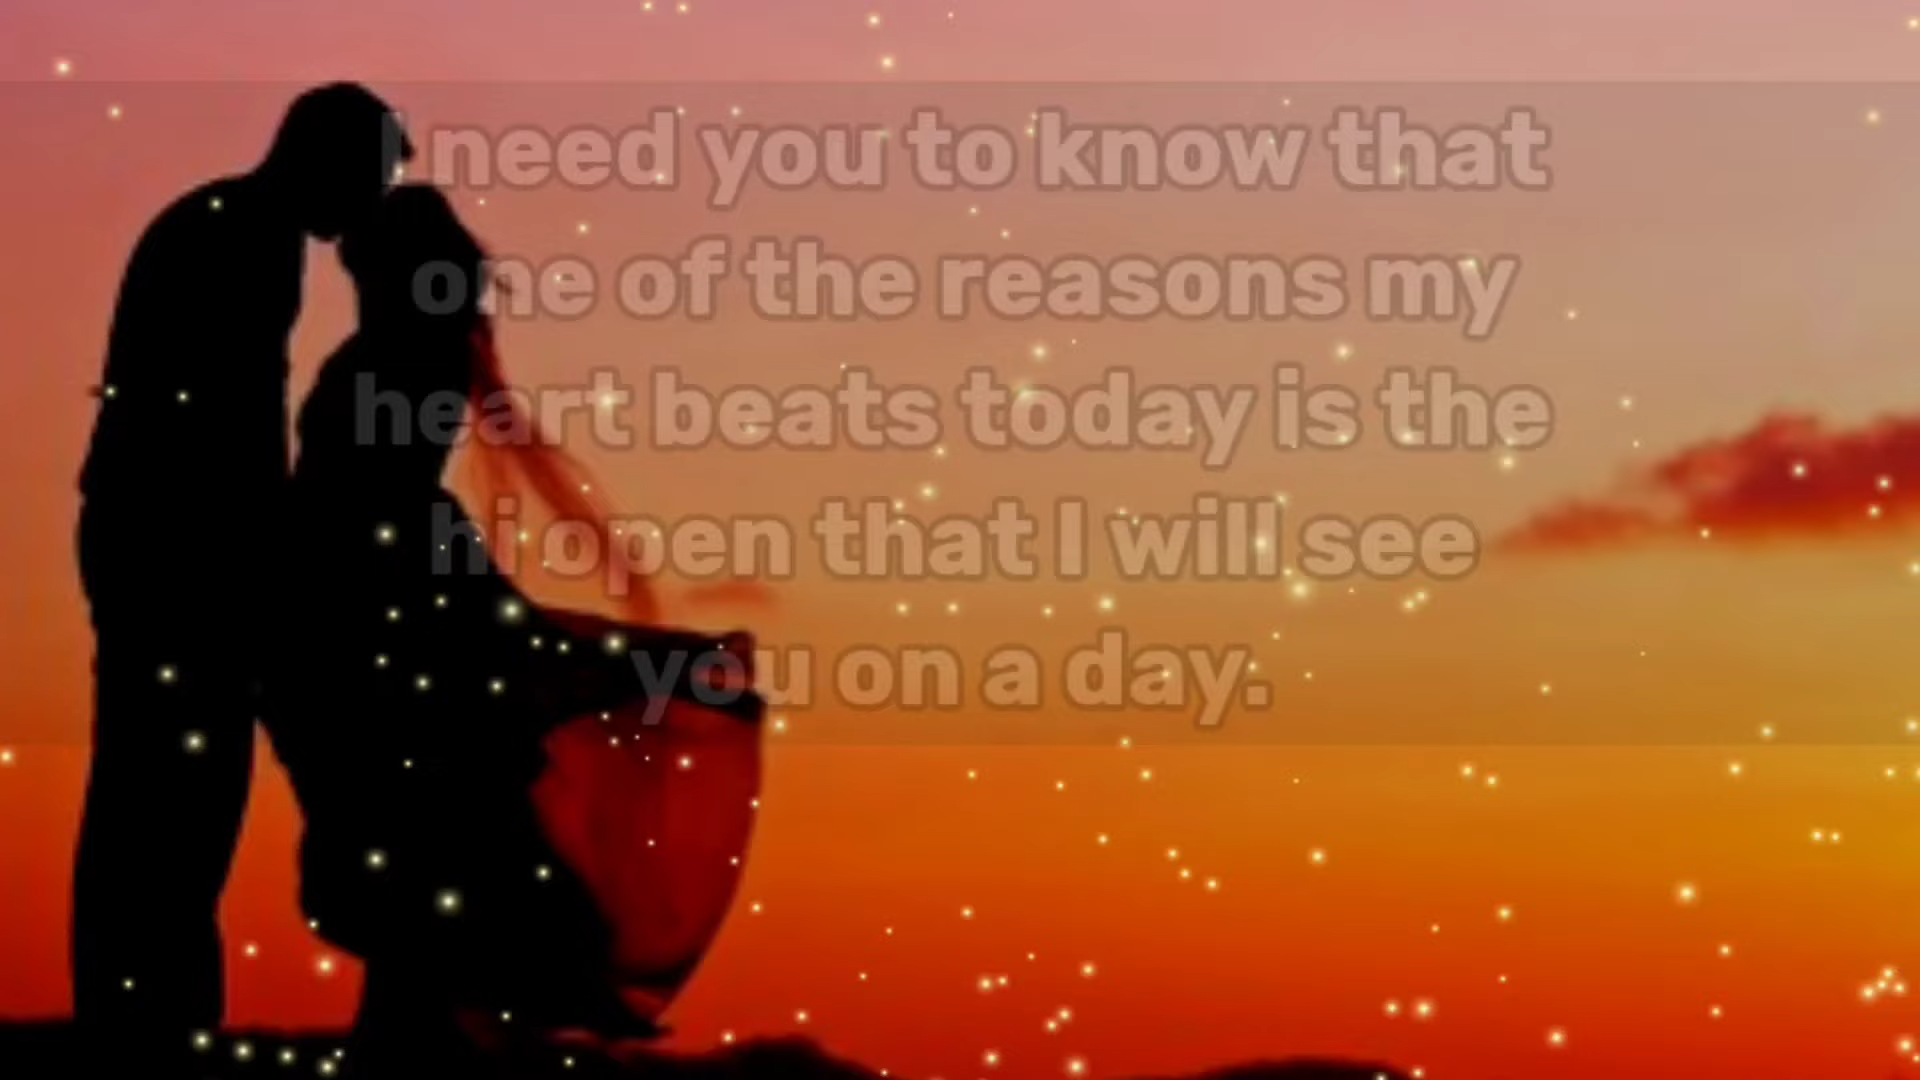 I need you to know that
one of the reasons my
heart beats today is the
hi open that I will see
you on a day.